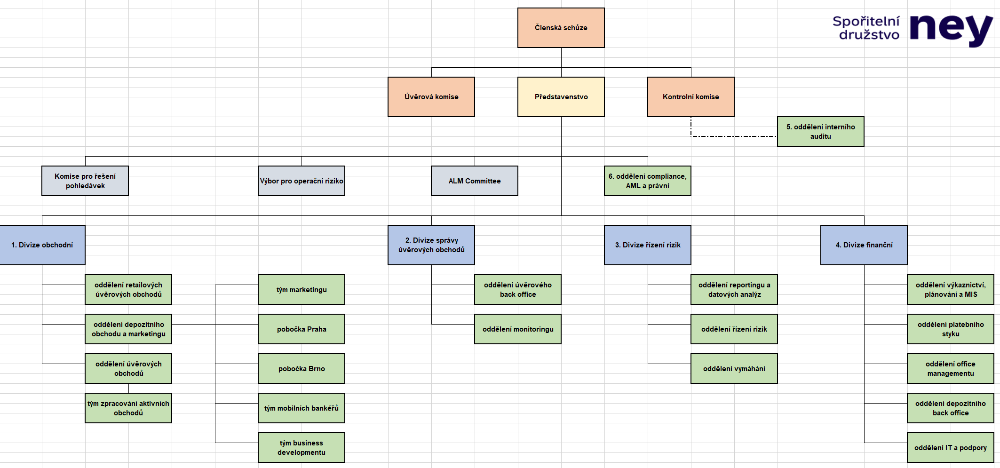 Členská schůze
Spořitelní
družstvo
ney
Úvěrová komise
Představenstvo
Kontrolní komise
5. oddělení interního
auditu
Komise pro řešení
pohledávek
Výbor pro operační riziko
ALM Committee
6. oddělení compliance,
AML a právní
1. Divize obchodní
2. Divize správy
úvěrových obchodů
3. Divize řízení rizik
4. Divize finanční
oddělení retailových
úvěrových obchodů
oddělení depozitního
obchodu a marketingu
oddělení úvěrových
obchodů
tým zpracování aktivních
obchodů
tým marketingu
pobočka Praha
pobočka Brno
tým mobilních bankéřů
tým business
developmentu
oddělení úvěrového
back office
oddělení monitoringu
oddělení reportingu a
datových analýz
oddělení řízení rizik
oddělení vymáhání
oddělení výkaznictví,
plánování a MIS
oddělení platebního
styku
oddělení office
managementu
oddělení depozitního
back office
oddělení IT a podpory